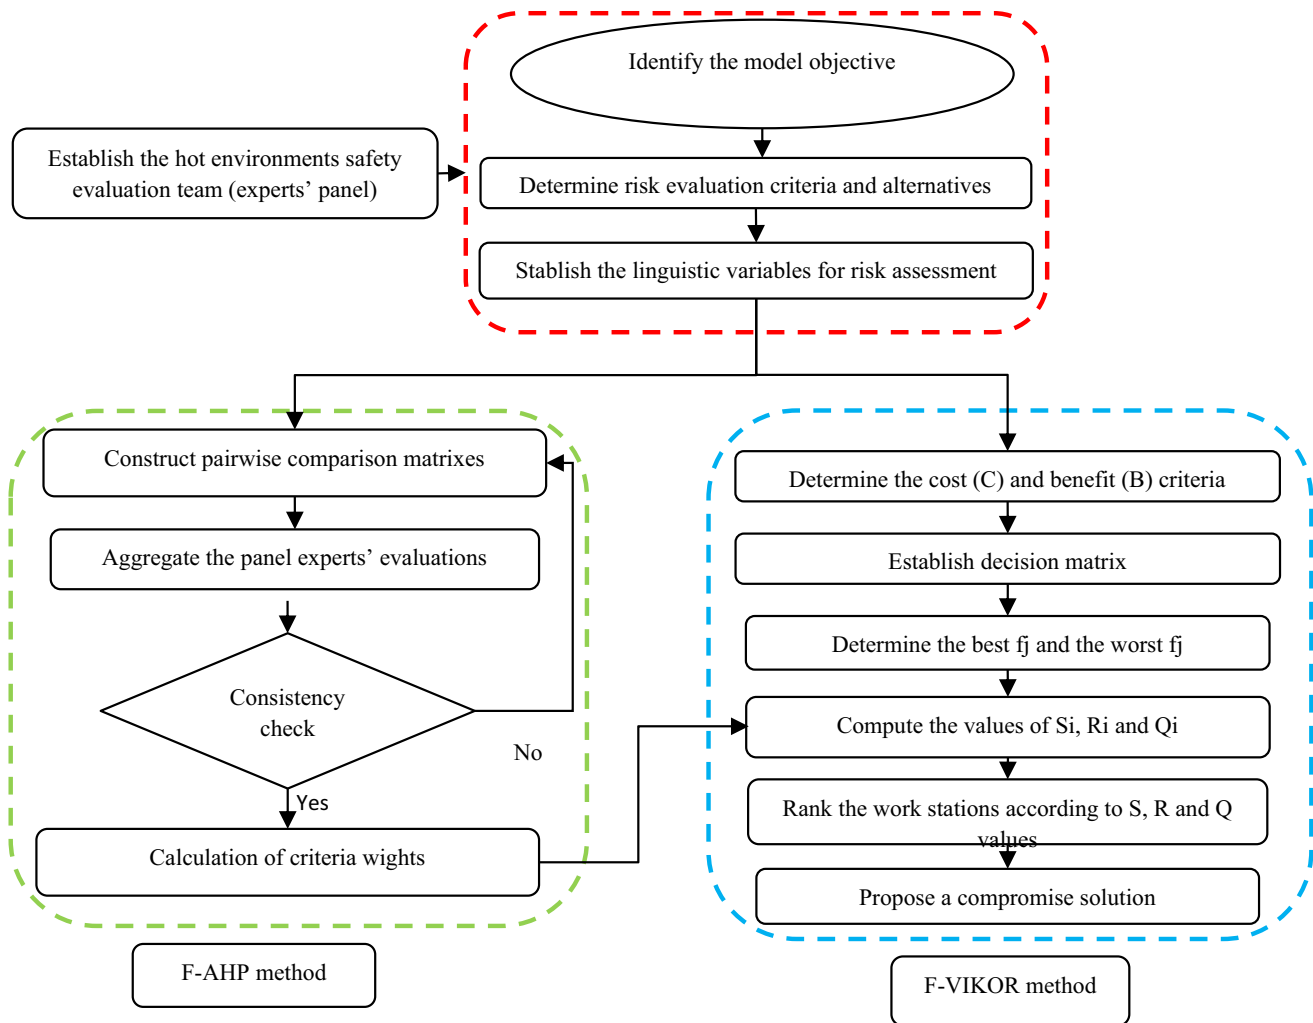 Identify the model objective
Establish the hot environments safety
evaluation team (experts’ panel)
Determine risk evaluation criteria and alternatives
Stablish the linguistic variables for risk assessment
Construct pairwise comparison matrixes
Aggregate the panel experts’ evaluations
Consistency
check
No
Yes
Calculation of criteria wights
F-AHP method
Determine the cost (C) and benefit (B) criteria
Establish decision matrix
Determine the best fj and the worst fj
Compute the values of Si, Ri and Qi
Rank the work stations according to S, R and Q
values
Propose a compromise solution
F-VIKOR method